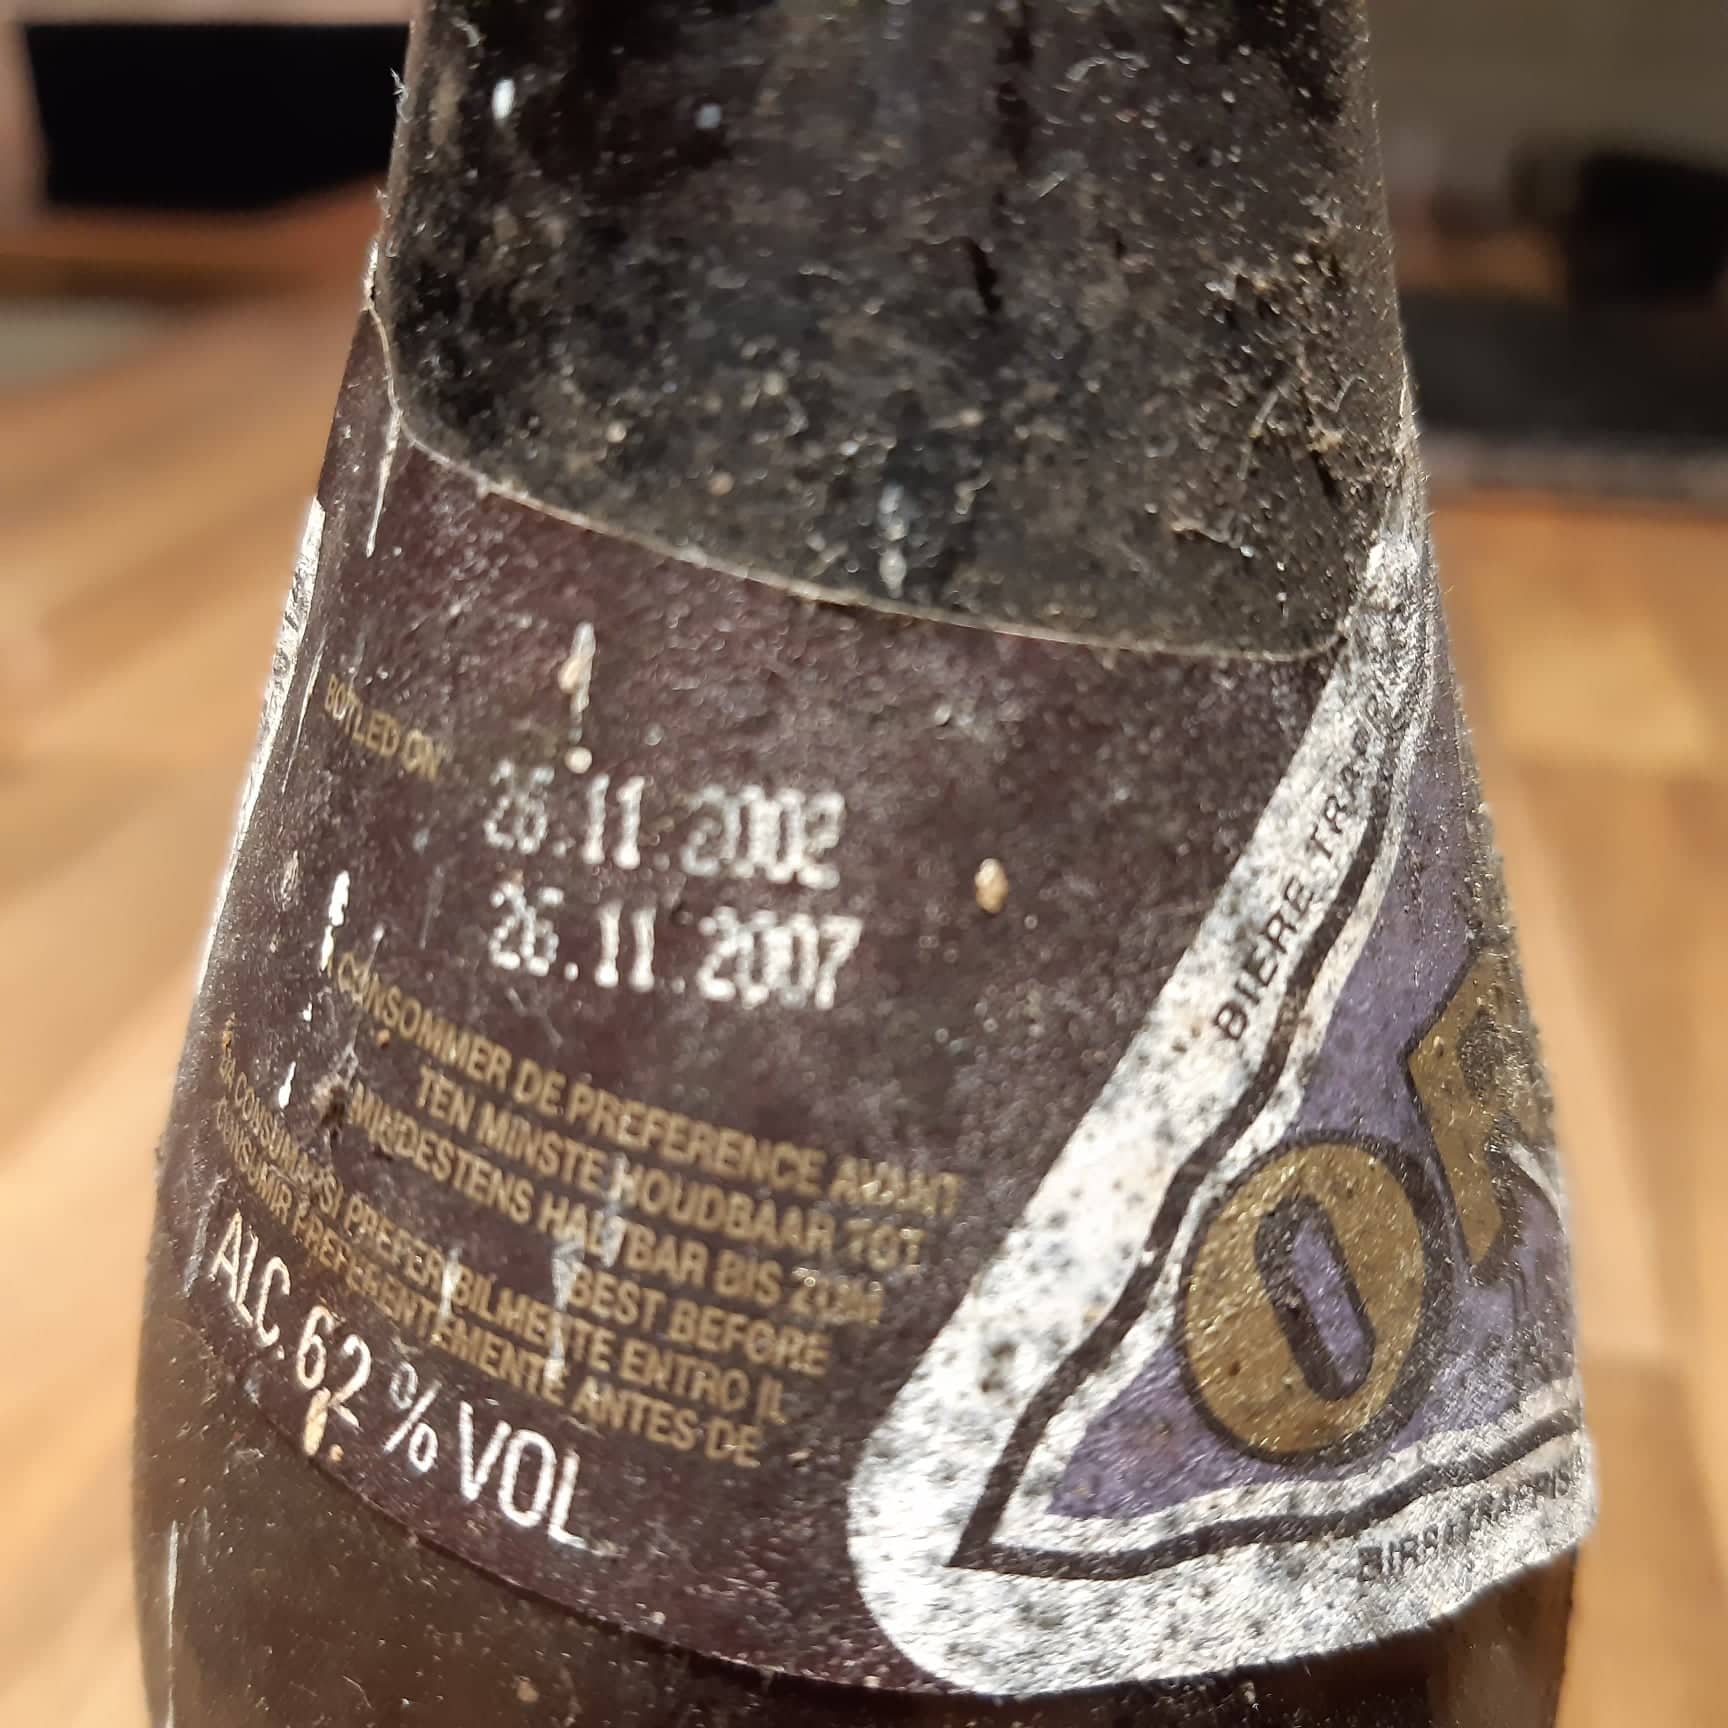 BOTTLED ON
26.11.2002
26.11.2007
CONSOMMER DE PREFERENCE AVANT
TEN MINSTE HOUDBAAR TOT
MINDESTENS HALTBAR BIS ZUM
BEST BEFORE
DA CONSUMARSI PREFERIBILMENTE ENTRO IL
CONSUMIR PREFERENTEMENTE ANTES DE
ALC. 6.2 % VOL.
BIERE
OR